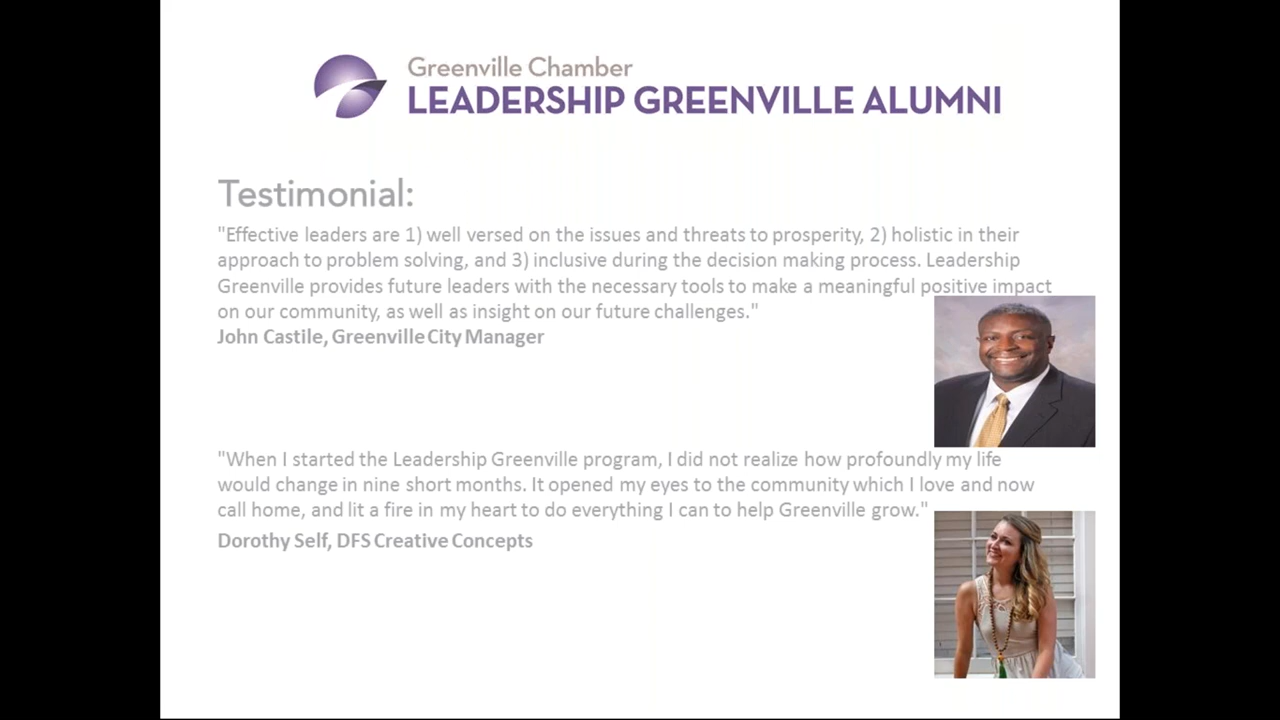 Greenville Chamber
LEADERSHIP GREENVILLE ALUMNI
Testimonial:
"Effective leaders are 1) well versed on the issues and threats to prosperity, 2) holistic in their
approach to problem solving, and 3) inclusive during the decision making process. Leadership
Greenville provides future leaders with the necessary tools to make a meaningful positive impact
on our community, as well as insight on our future challenges."
John Castile, Greenville City Manager
"When I started the Leadership Greenville program, I did not realize how profoundly my life
would change in nine short months. It opened my eyes to the community which I love and now
call home, and lit a fire in my heart to do everything I can to help Greenville grow."
Dorothy Self, DFS Creative Concepts